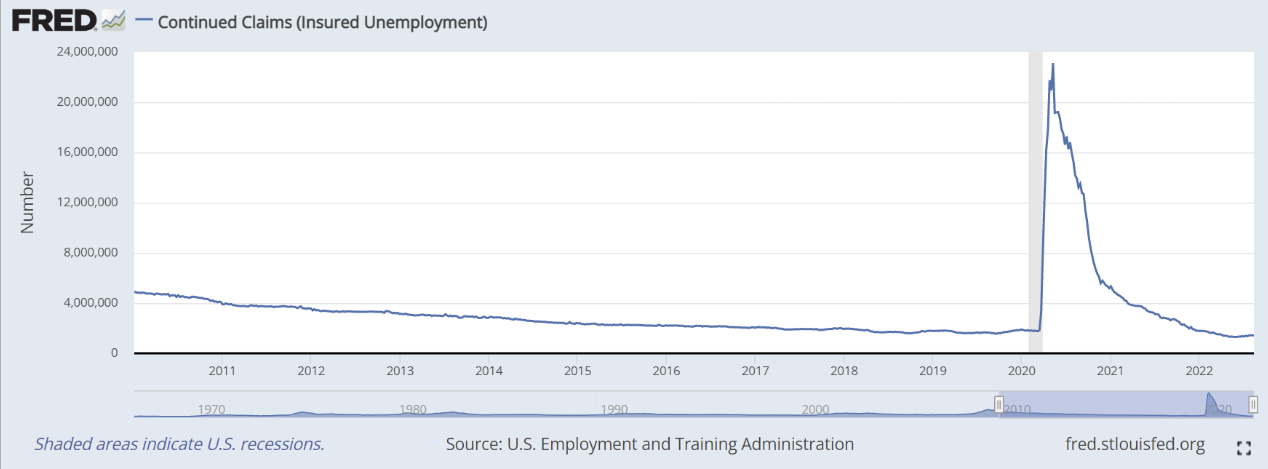 FRED Continued Claims (Insured Unemployment)
24,000,000
20,000,000
16,000,000
12,000,000
8,000,000
4,000,000
0
Number
2011 2012 2013 2014 2015 2016 2017 2018 2019 2020 2021 2022
1970 1980 1990 2000 2010 20
Shaded areas indicate U.S. recessions. Source: U.S. Employment and Training Administration fred.stlouisfed.org